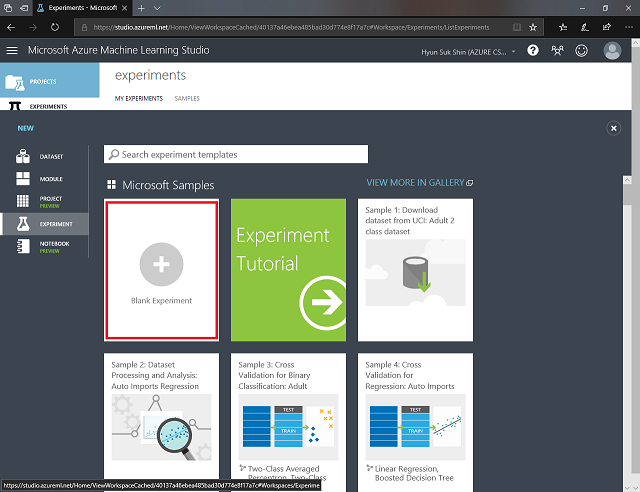 Experiments - Microsof
https://studio.azureml.net/Home/ViewWorkspaceCached/40137a46ebea485bad30d774e8f17a7c#Workspace/Experiments/ListExperiments
Microsoft Azure Machine Learning Studio
Hyun Suk Shin (AZURE CS...
PROJECTS
EXPERIMENTS
experiments
MY EXPERIMENTS
SAMPLES
NEW
DATASET
MODULE
PROJECT
PREVIEW
EXPERIMENT
NOTEBOOK
PREVIEW
Search experiment templates
Microsoft Samples
VIEW MORE IN GALLERY
Blank Experiment
Experiment
Tutorial
Sample 1: Download
dataset from UCI: Adult 2
class dataset
Sample 2: Dataset
Processing and Analysis:
Auto Imports Regression
Sample 3: Cross
Validation for Binary
Classification: Adult
TEST
TRAIN
Two-Class Averaged
Perceptron, Two-Class
Sample 4: Cross
Validation for
Regression: Auto Imports
TEST
TRAIN
Linear Regression,
Boosted Decision Tree
https://studio.azureml.net/Home/ViewWorkspaceCached/40137a46ebea485bad30d774e8f17a7c#Workspaces/Experime